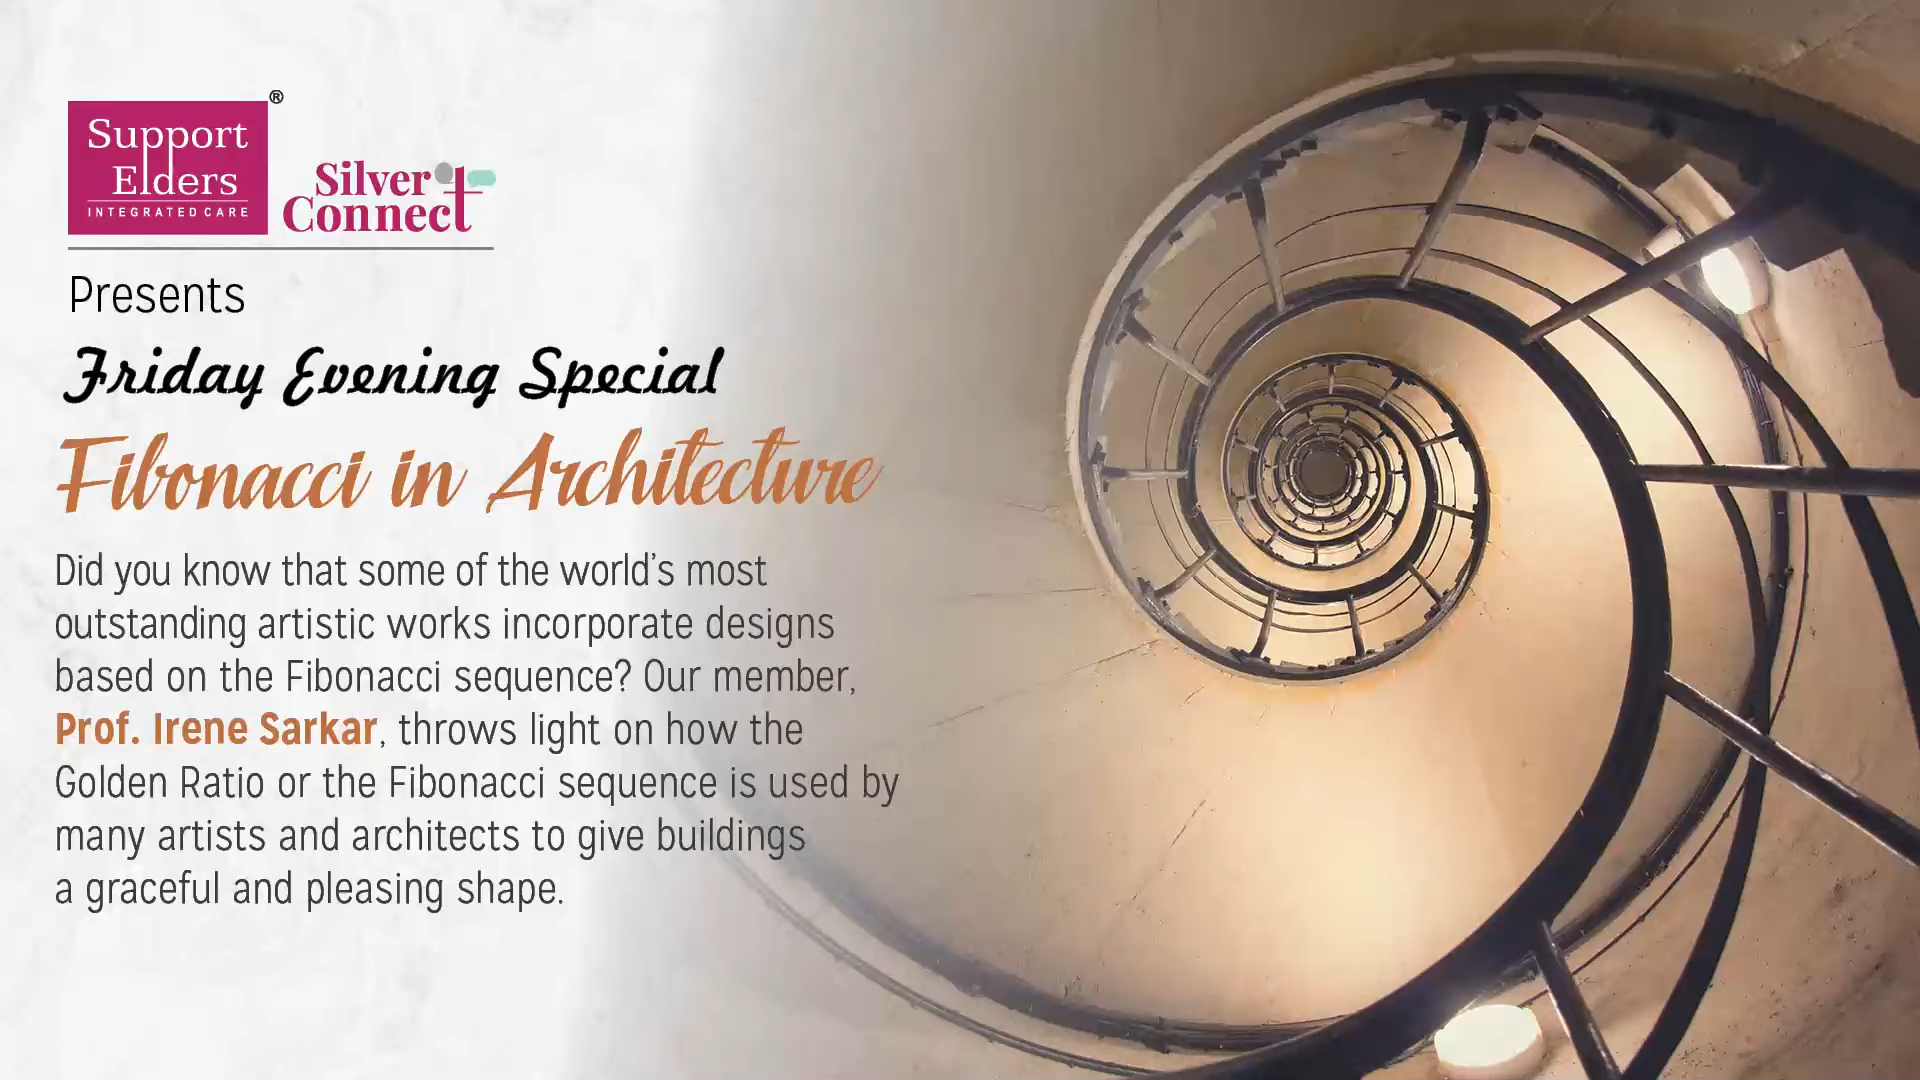 Support
Elders
INTEGRATED CARE
®
Silver
Connect
Presents
Friday Evening Special
Fibonacci in Architecture
Did you know that some of the world's most
outstanding artistic works incorporate designs
based on the Fibonacci sequence? Our member,
Prof. Irene Sarkar, throws light on how the
Golden Ratio or the Fibonacci sequence is used by
many artists and architects to give buildings
a graceful and pleasing shape.